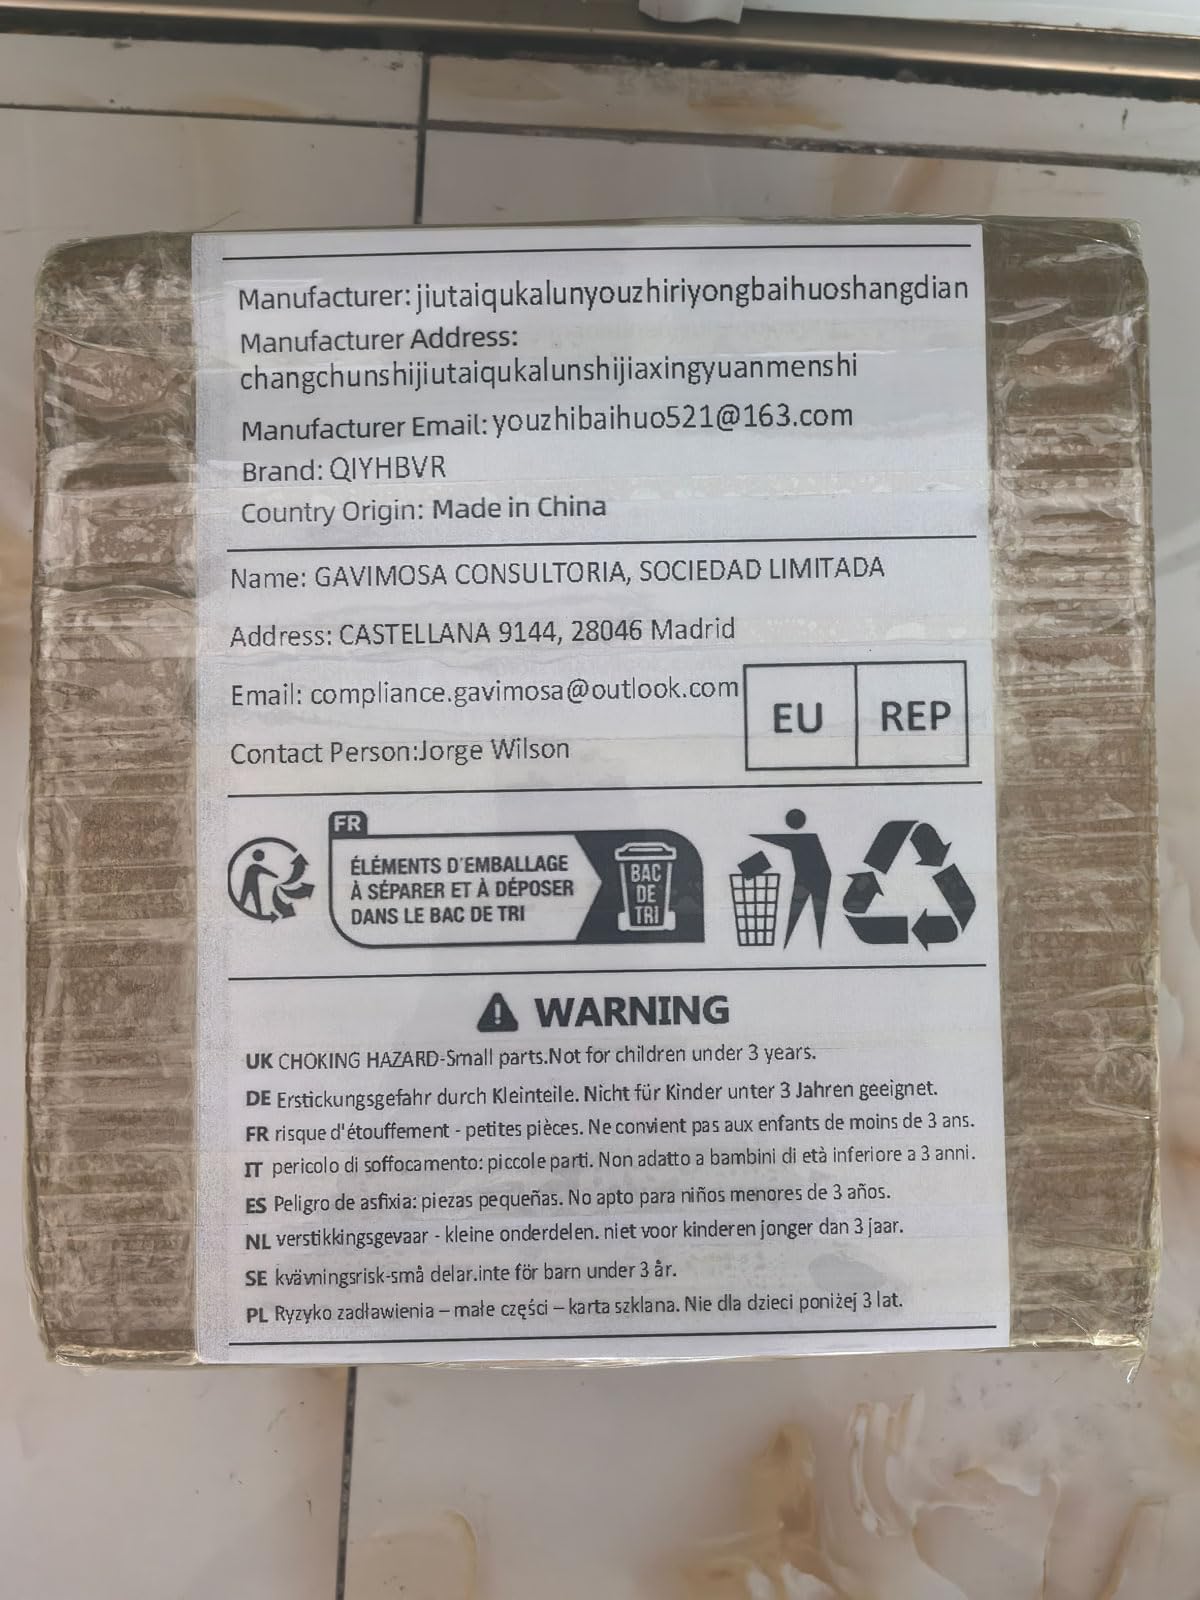 Manufacturer: jiutaiqukalunyouzhiriyongbaihuoshangdian
Manufacturer Address:
changchunshijiutaiqukalunshijiaxingyuanmenshi
Manufacturer Email: youzhibaihuo521@163.com
Brand: QIYHBVR
Country Origin: Made in China
Name: GAVIMOSA CONSULTORIA, SOCIEDAD LIMITADA
Address: CASTELLANA 9144, 28046 Madrid
Email: compliance.gavimosa@outlook.com
EU REP
Contact Person:Jorge Wilson
FR
ÉLÉMENTS D'EMBALLAGE
À SÉPARER ET À DÉPOSER
DANS LE BAC DE TRI
BAC
DE
TRI
WARNING
UK CHOKING HAZARD-Small parts.Not for children under 3 years.
DE Erstickungsgefahr durch Kleinteile. Nicht für Kinder unter 3 Jahren geeignet.
FR risque d'étouffement - petites pièces. Ne convient pas aux enfants de moins de 3 ans.
IT pericolo di soffocamento: piccole parti. Non adatto a bambini di età inferiore a 3 anni.
ES Peligro de asfixia: piezas pequeñas. No apto para niños menores de 3 años.
NL verstikkingsgevaar - kleine onderdelen. niet voor kinderen jonger dan 3 jaar.
SE kvävningsrisk-små delar.inte för barn under 3 år.
PL Ryzyko zadławienia – małe części – karta szklana. Nie dla dzieci poniżej 3 lat.